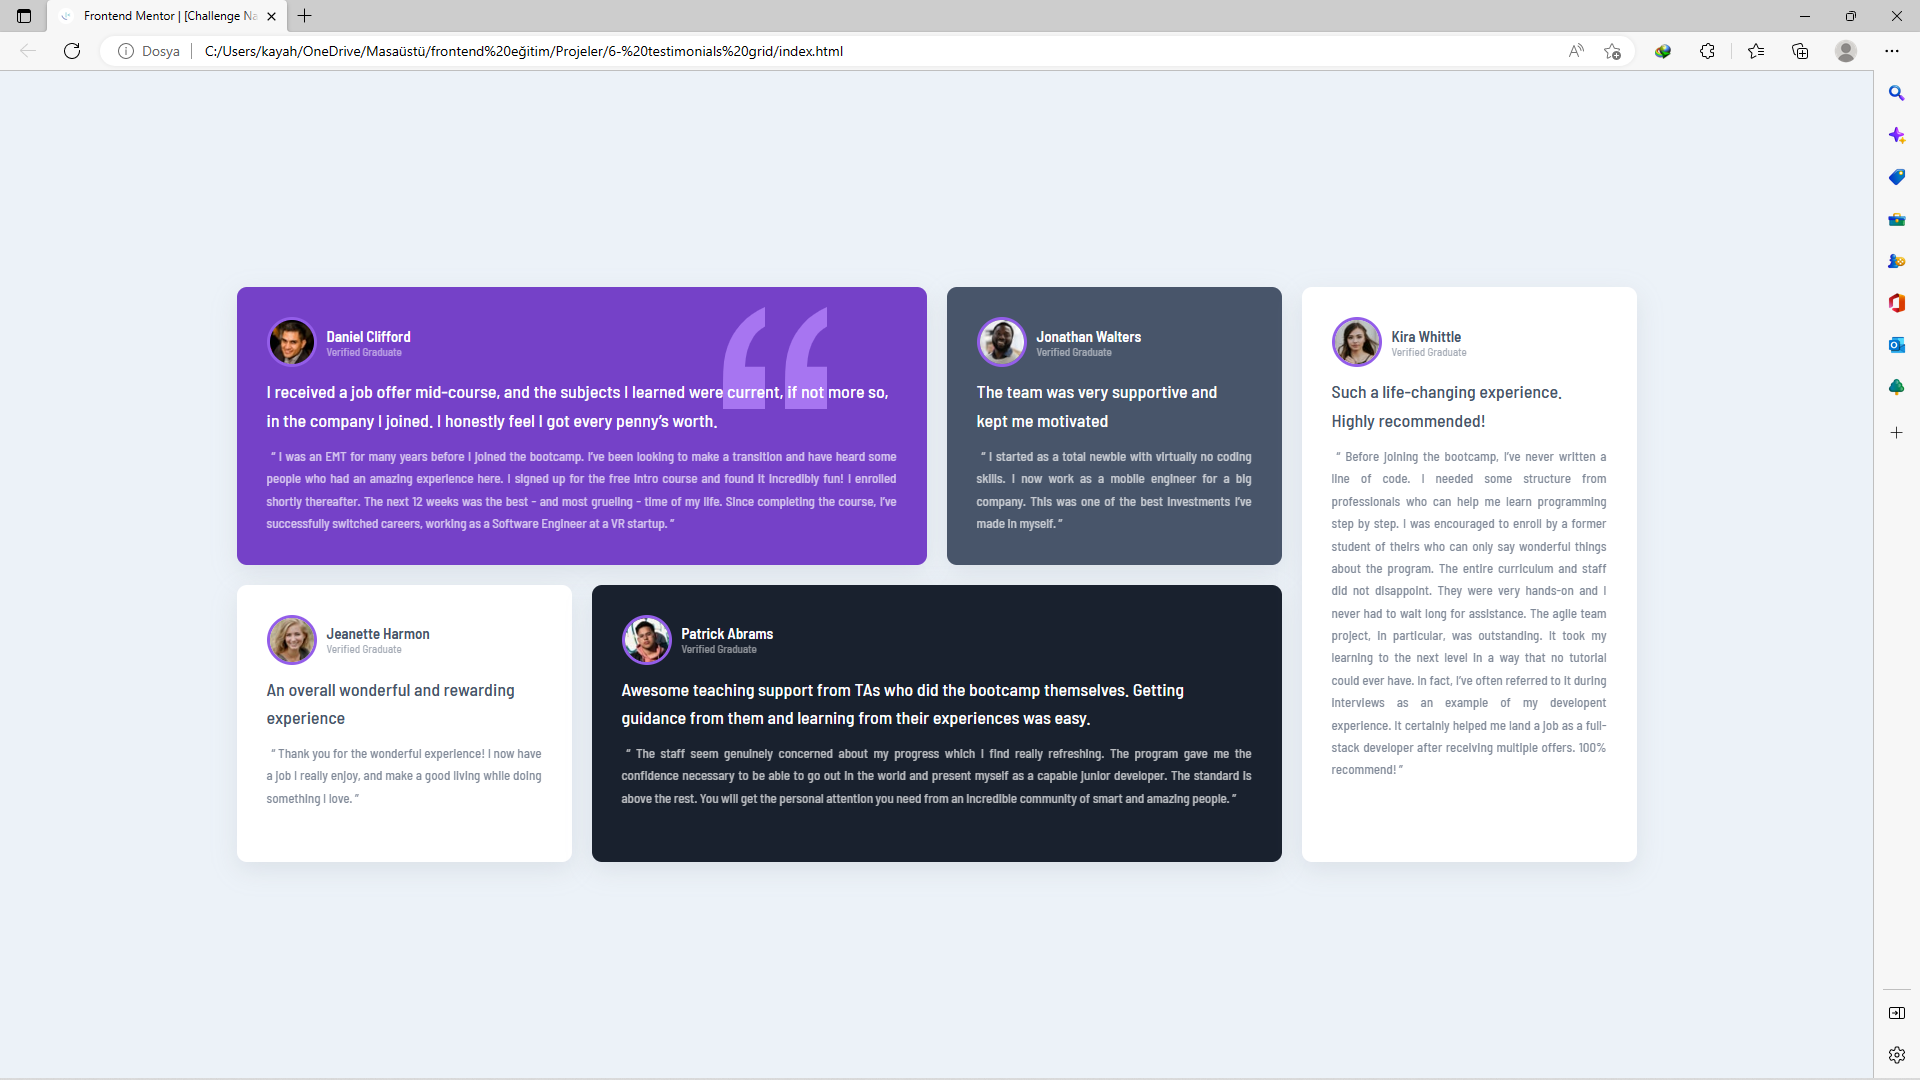 Frontend Mentor | [Challenge Na
Dosya
C:/Users/kayah/OneDrive/Masaüstü/frontend%20eğitim/Projeler/6-%20testimonials%20grid/index.html
Daniel Clifford
Verified Graduate
I received a job offer mid-course, and the subjects I learned were current, if not more so,
in the company I joined. I honestly feel I got every penny’s worth.
“ I was an EMT for many years before I joined the bootcamp. I’ve been looking to make a transition and have heard some
people who had an amazing experience here. I signed up for the free intro course and found it incredibly fun! I enrolled
shortly thereafter. The next 12 weeks was the best - and most grueling - time of my life. Since completing the course, I’ve
successfully switched careers, working as a Software Engineer at a VR startup. ”
Jonathan Walters
Verified Graduate
The team was very supportive and
kept me motivated
“ I started as a total newbie with virtually no coding
skills. I now work as a mobile engineer for a big
company. This was one of the best investments I’ve
made in myself. ”
Kira Whittle
Verified Graduate
Such a life-changing experience.
Highly recommended!
“ Before joining the bootcamp, I’ve never written a
line of code. I needed some structure from
professionals who can help me learn programming
step by step. I was encouraged to enroll by a former
student of theirs who can only say wonderful things
about the program. The entire curriculum and staff
did not disappoint. They were very hands-on and I
never had to wait long for assistance. The agile team
project, in particular, was outstanding. It took my
learning to the next level in a way that no tutorial
could ever have. In fact, I’ve often referred to it during
interviews as an example of my developent
experience. It certainly helped me land a job as a full-
stack developer after receiving multiple offers. 100%
recommend! ”
Jeanette Harmon
Verified Graduate
An overall wonderful and rewarding
experience
“ Thank you for the wonderful experience! I now have
a job I really enjoy, and make a good living while doing
something I love. ”
Patrick Abrams
Verified Graduate
Awesome teaching support from TAs who did the bootcamp themselves. Getting
guidance from them and learning from their experiences was easy.
“ The staff seem genuinely concerned about my progress which I find really refreshing. The program gave me the
confidence necessary to be able to go out in the world and present myself as a capable junior developer. The standard is
above the rest. You will get the personal attention you need from an incredible community of smart and amazing people. ”